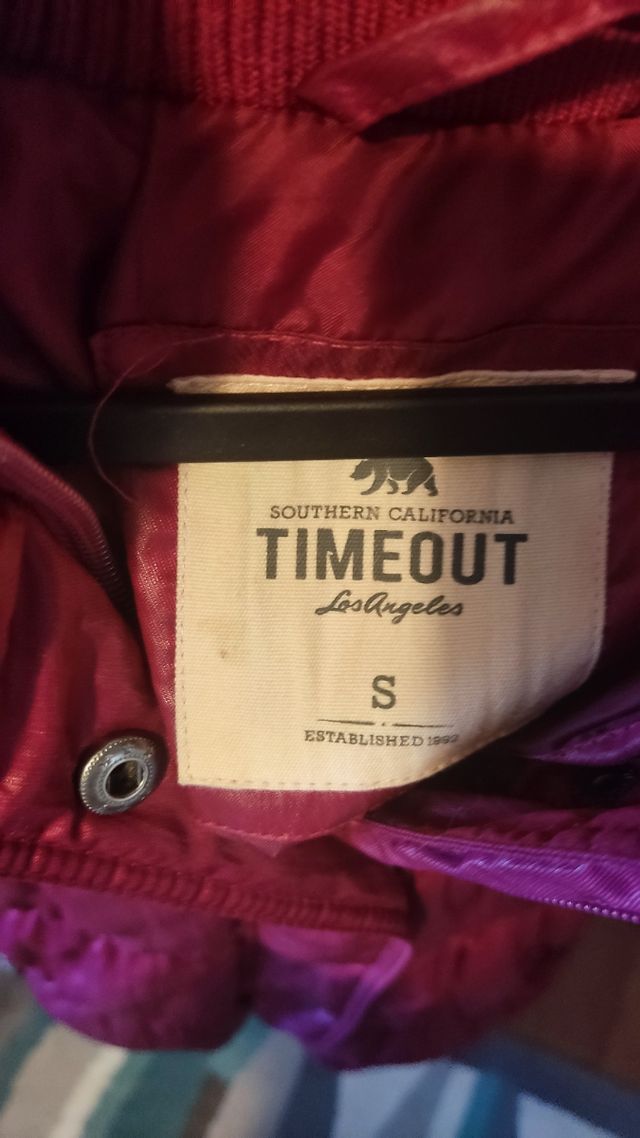 SOUTHERN CALIFORNIA
TIMEOUT
Los Angeles
S
ESTABLISHED